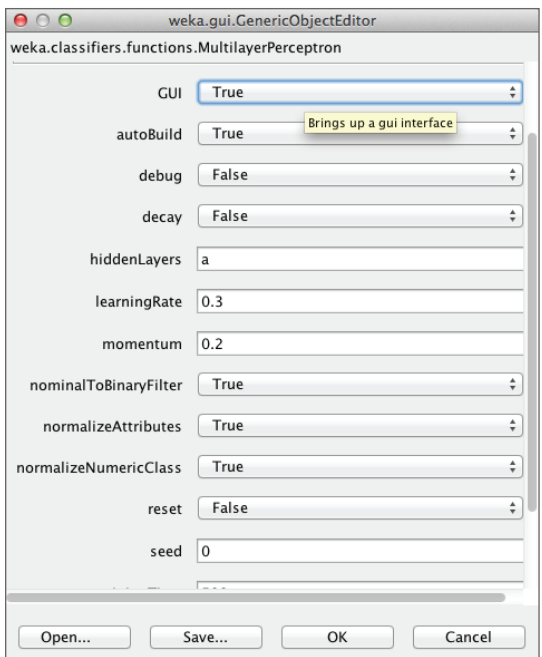 weka.gui.GenericObjectEditor
weka.classifiers.functions.MultilayerPerceptron
GUI True
Brings up a gui interface
autoBuild True
debug False
decay False
hiddenLayers a
learningRate 0.3
momentum 0.2
nominalToBinaryFilter True
normalizeAttributes True
normalizeNumericClass True
reset False
seed 0
Open... Save... OK Cancel